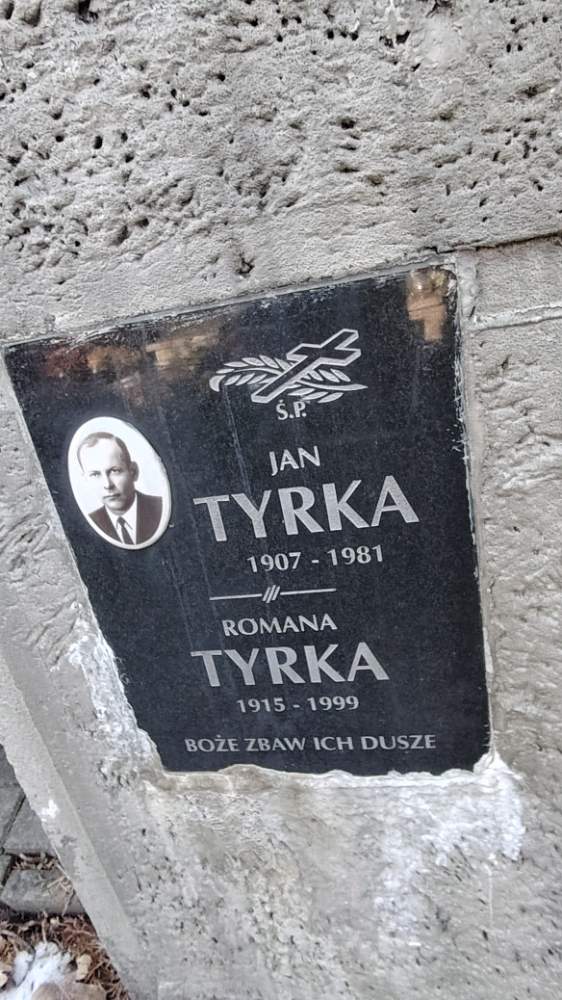 Ś.P.
JAN
TYRKA
1907 - 1981
ROMANA
TYRKA
1915 - 1999
BOŻE ZBAW ICH DUSZE